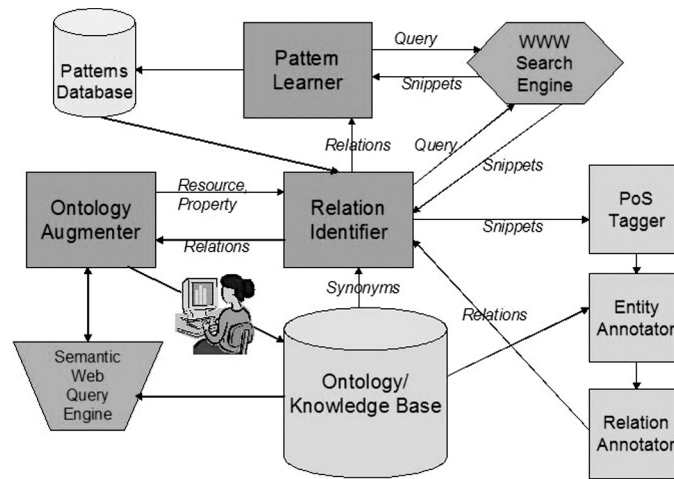 Patterns
Database
Pattern
Learner
Query
Snippets
WWW
Search
Engine
Relations
Query
Snippets
Ontology
Augmenter
Resource,
Property
Relations
Relation
Identifier
Snippets
PoS
Tagger
Synonyms
Relations
Entity
Annotator
Semantic
Web
Query
Engine
Ontology/
Knowledge Base
Relation
Annotator